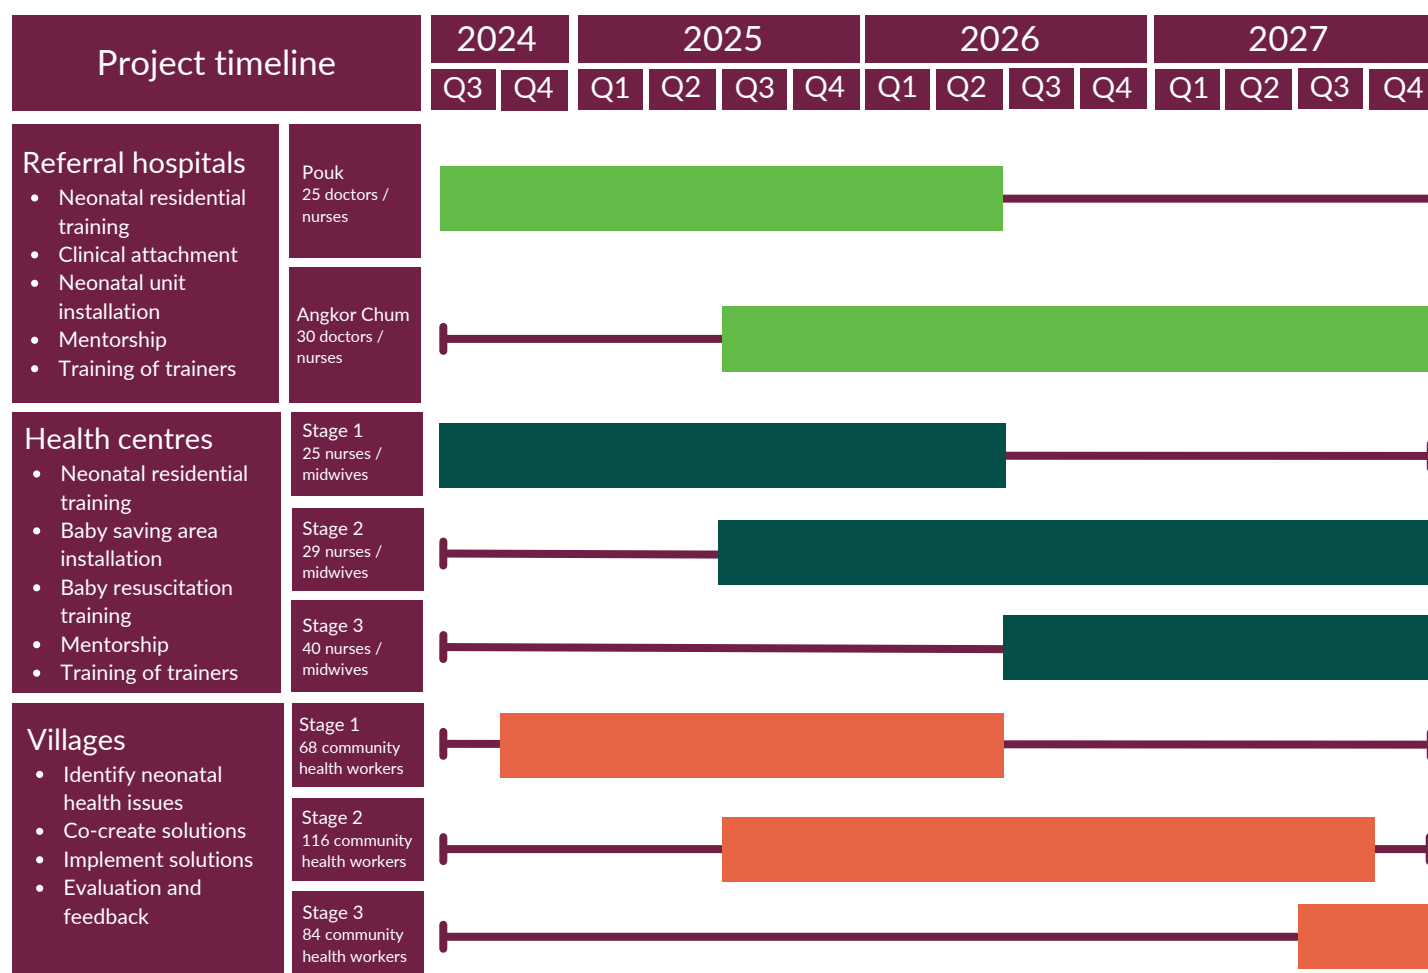 Project timeline
2024 2025 2026 2027
Q3 Q4 Q1 Q2 Q3 Q4 Q1 Q2 Q3 Q4 Q1 Q2 Q3 Q4
Referral hospitals
• Neonatal residential
training
• Clinical attachment
• Neonatal unit
installation
• Mentorship
• Training of trainers
Pouk
25 doctors /
nurses
Angkor Chum
30 doctors /
nurses
Health centres
• Neonatal residential
training
• Baby saving area
installation
• Baby resuscitation
training
• Mentorship
• Training of trainers
Stage 1
25 nurses /
midwives
Stage 2
29 nurses /
midwives
Stage 3
40 nurses /
midwives
Villages
• Identify neonatal
health issues
• Co-create solutions
• Implement solutions
• Evaluation and
feedback
Stage 1
68 community
health workers
Stage 2
116 community
health workers
Stage 3
84 community
health workers